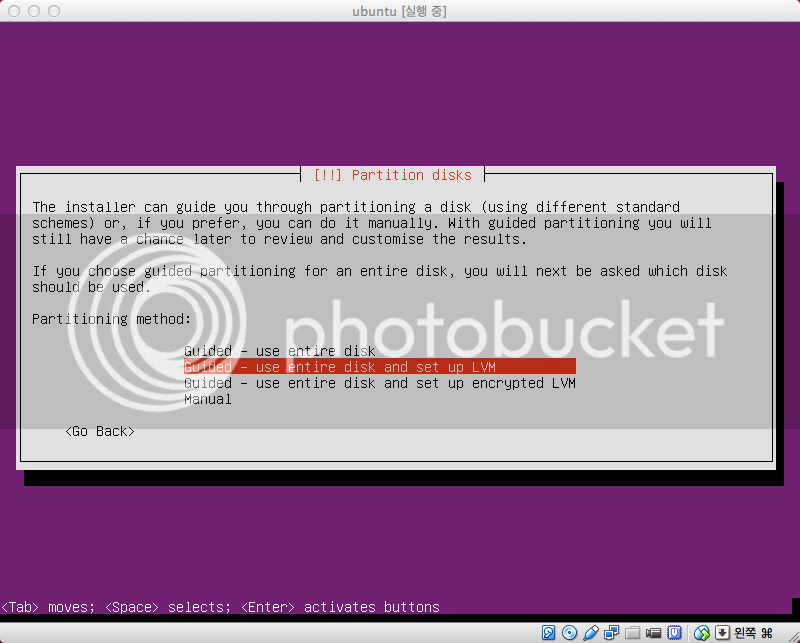 ubuntu [실행 중]
[!!] Partition disks
The installer can guide you through partitioning a disk (using different standard
schemes) or, if you prefer, you can do it manually. With guided partitioning you will
still have a chance later to review and customise the results.
If you choose guided partitioning for an entire disk, you will next be asked which disk
should be used.
Partitioning method:
Guided - use entire disk
Guided - use entire disk and set up LVM
Guided - use entire disk and set up encrypted LVM
Manual
<Go Back>
photobucket
<Tab> moves; <Space> selects; <Enter> activates buttons
왼쪽 ⌘